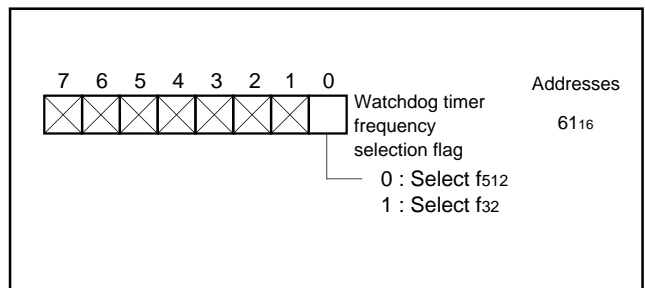 7 6 5 4 3 2 1 0
Addresses
Watchdog timer
frequency
selection flag
6116
0 : Select f512
1 : Select f32